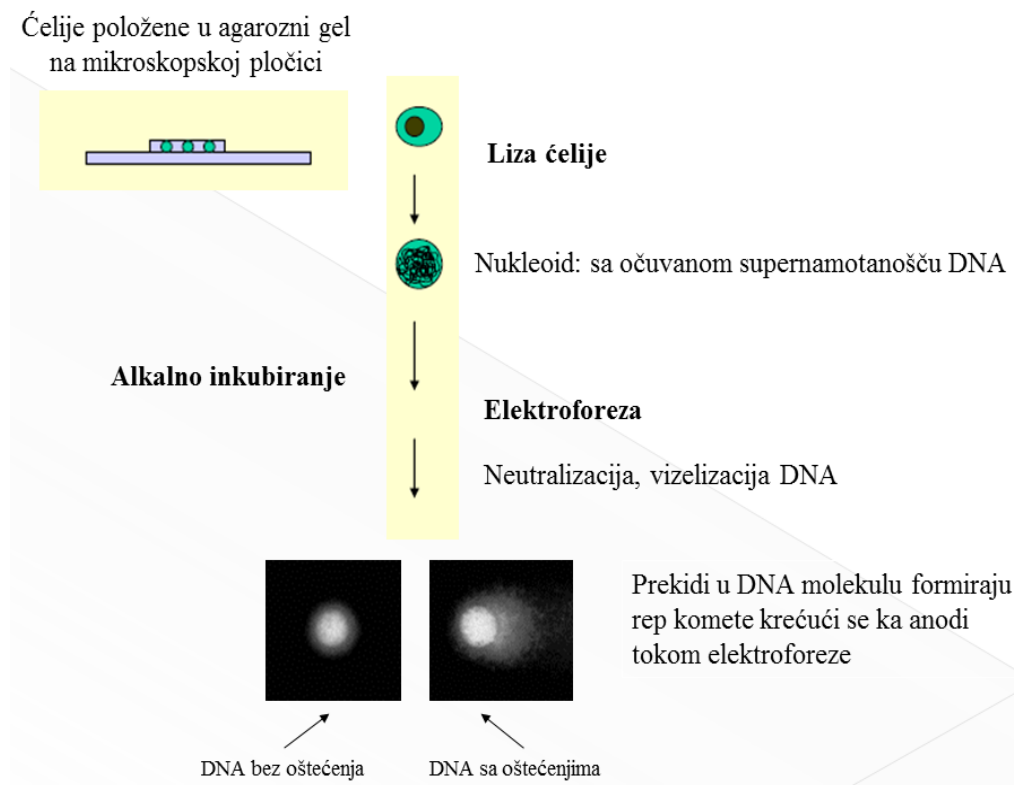 Ćelije položene u agarozni gel
na mikroskopskoj pločici
Liza ćelije
Nukleoid: sa očuvanom supernamotanošču DNA
Alkalno inkubiranje
Elektroforeza
Neutralizacija, vizelizacija DNA
Prekidi u DNA molekulu formiraju
rep komete krećući se ka anodi
tokom elektroforeze
DNA bez oštećenja
DNA sa oštećenjima